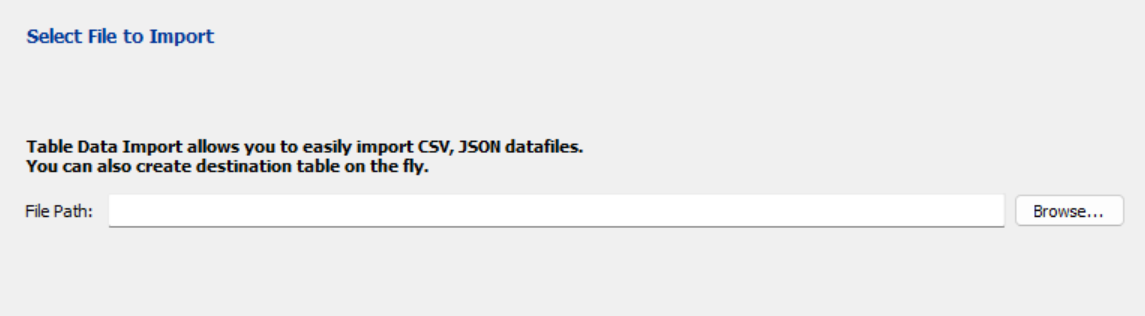 Select File to Import
Table Data Import allows you to easily import CSV, JSON datafiles.
You can also create destination table on the fly.
File Path:
Browse...